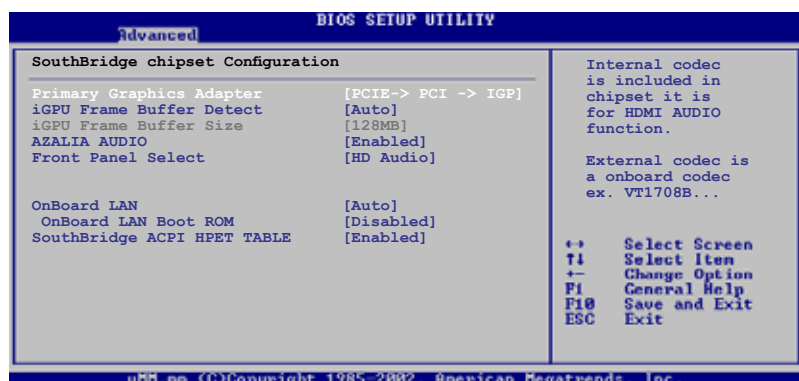 BIOS SETUP UTILITY
Advanced
SouthBridge chipset Configuration
Primary Graphics Adapter [PCIE-> PCI -> IGP]
iGPU Frame Buffer Detect [Auto]
iGPU Frame Buffer Size [128MB]
AZALIA AUDIO [Enabled]
Front Panel Select [HD Audio]
OnBoard LAN [Auto]
OnBoard LAN Boot ROM [Disabled]
SouthBridge ACPI HPET TABLE [Enabled]
Internal codec
is included in
chipset it is
for HDMI AUDIO
function.
External codec is
a onboard codec
ex. VT1708B...
↔ Select Screen
↑↓ Select Item
+- Change Option
F1 General Help
F10 Save and Exit
ESC Exit
(C)Copyright 1985-2002, American Megatrends, Inc